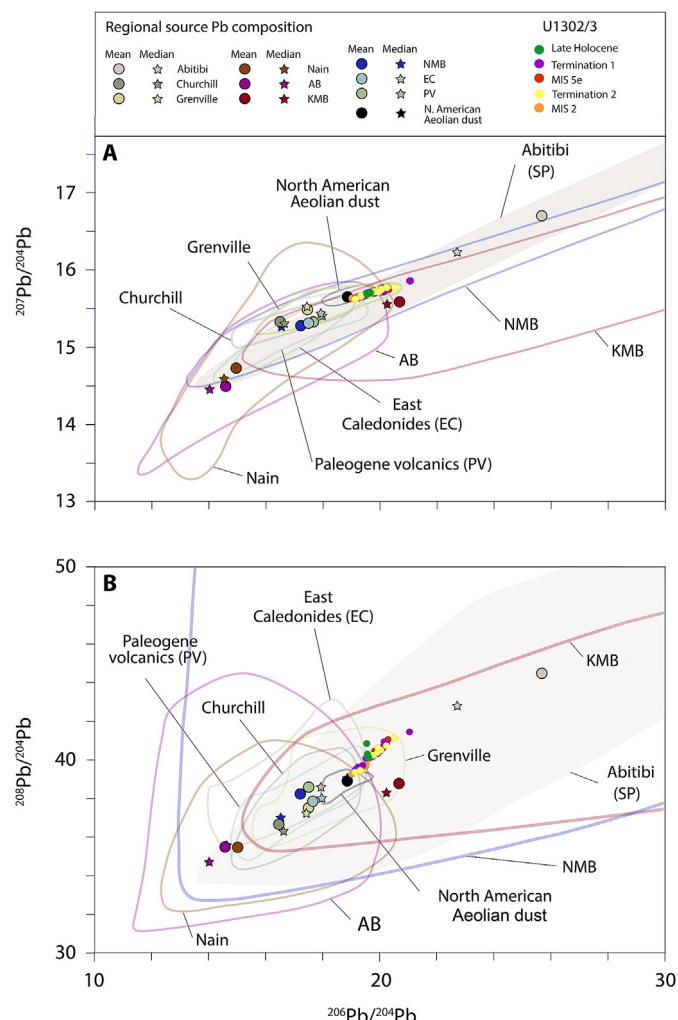 Regional source Pb composition
U1302/3
Mean Median
Abitibi
Churchill
Grenville
Mean Median
Nain
AB
KMB
Mean Median
NMB
EC
PV
N. American
Aeolian dust
Late Holocene
Termination 1
MIS 5e
Termination 2
MIS 2
A
Abitibi
(SP)
North American
Aeolian dust
Grenville
Churchill
NMB
KMB
AB
East
Caledonides (EC)
Paleogene volcanics (PV)
Nain
17
16
15
14
13
207Pb/204Pb
B
East
Caledonides (EC)
Paleogene
volcanics (PV)
Churchill
KMB
Grenville
Abitibi
(SP)
NMB
North American
Aeolian dust
AB
Nain
50
40
30
208Pb/204Pb
10
20
30
206Pb/204Pb